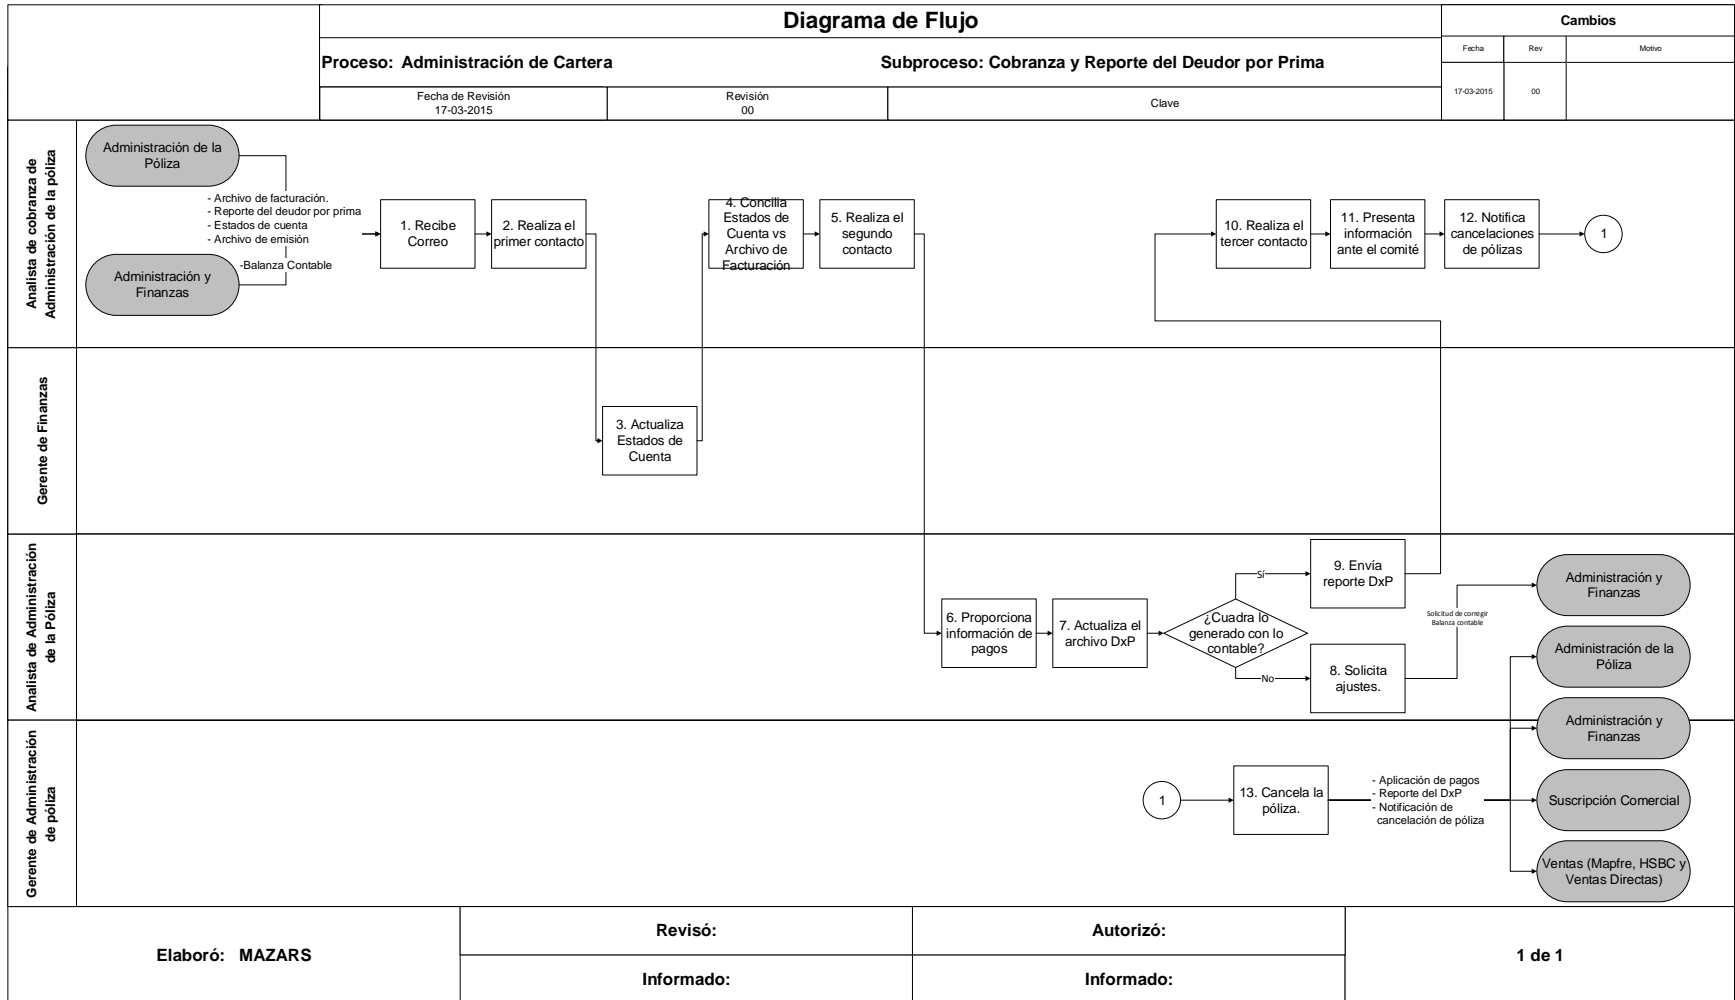 Diagrama de Flujo
Cambios
Proceso: Administración de Cartera
Subproceso: Cobranza y Reporte del Deudor por Prima
Fecha
Rev
Motivo
Fecha de Revisión
17-03-2015
Revisión
00
Clave
17-03-2015
00
Analista de cobranza de
Administración de la póliza
Administración de la
Póliza
- Archivo de facturación.
- Reporte del deudor por prima
- Estados de cuenta
- Archivo de emisión
-Balanza Contable
Administración y
Finanzas
1. Recibe
Correo
2. Realiza el
primer contacto
4. Concilia
Estados de
Cuenta vs
Archivo de
Facturación
5. Realiza el
segundo
contacto
10. Realiza el
tercer contacto
11. Presenta
información
ante el comité
12. Notifica
cancelaciones
de pólizas
1
Gerente de Finanzas
3. Actualiza
Estados de
Cuenta
Analista de Administración
de la Póliza
6. Proporciona
información de
pagos
7. Actualiza el
archivo DxP
¿Cuadra lo
generado con lo
contable?
Sí
No
9. Envía
reporte DxP
8. Solicita
ajustes.
Solicitud de corregir
Balanza contable
Administración y
Finanzas
Administración de la
Póliza
Gerente de Administración
de póliza
1
13. Cancela la
póliza.
- Aplicación de pagos
- Reporte del DxP
- Notificación de
cancelación de póliza
Administración y
Finanzas
Suscripción Comercial
Ventas (Mapfre, HSBC y
Ventas Directas)
Elaboró: MAZARS
Revisó:
Autorizó:
Informado:
Informado:
1 de 1